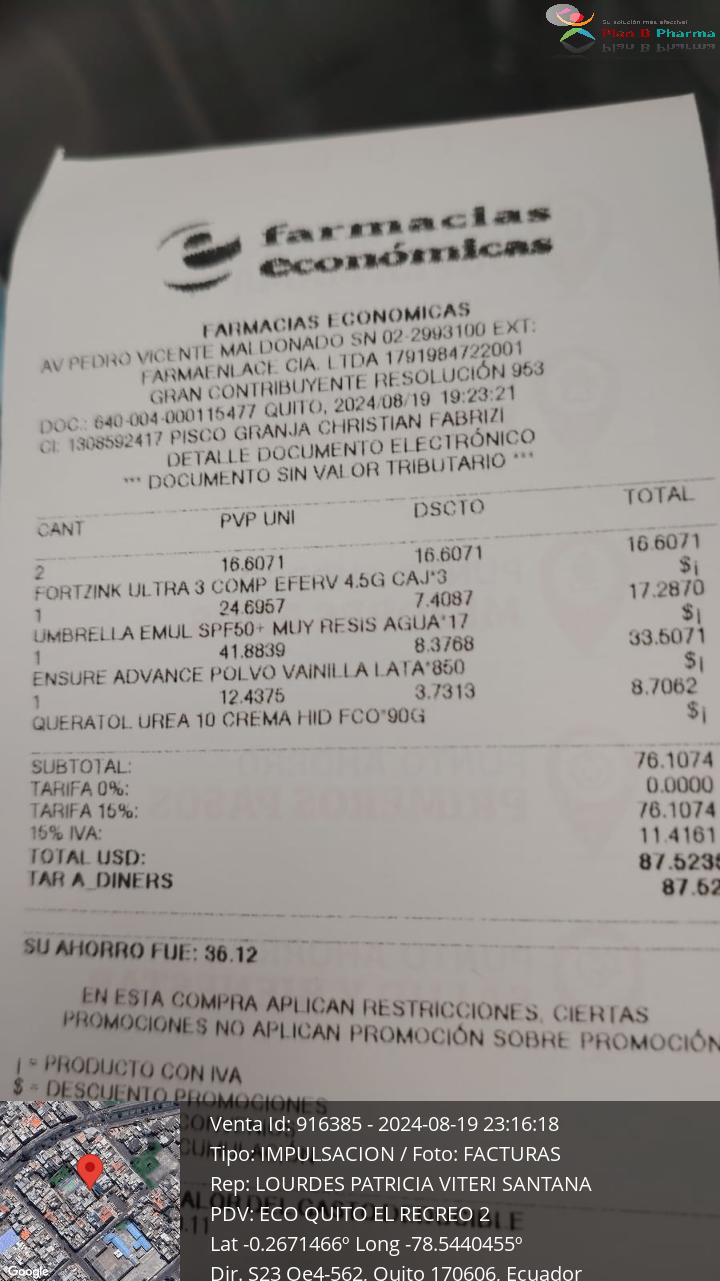 Su solución más efectiva!
Plan B Pharma
farmacias
económicas
FARMACIAS ECONOMICAS
AV PEDRO VICENTE MALDONADO SN 02-2993100 EXT:
FARMAENLACE CIA. LTDA 1791984722001
GRAN CONTRIBUYENTE RESOLUCIÓN 953
DOC.: 640-004-000115477 QUITO, 2024/08/19 19:23:21
CI: 1308592417 PISCO GRANJA CHRISTIAN FABRIZI
DETALLE DOCUMENTO ELECTRÓNICO
*** DOCUMENTO SIN VALOR TRIBUTARIO ***
CANT PVP UNI DSCTO TOTAL
2 16.6071 16.6071 16.6071
FORTZINK ULTRA 3 COMP EFERV 4.5G CAJ*3 $¡
1 24.6957 7.4087 17.2870
UMBRELLA EMUL SPF50+ MUY RESIS AGUA*17 $¡
1 41.8839 8.3768 33.5071
ENSURE ADVANCE POLVO VAINILLA LATA*850 $¡
1 12.4375 3.7313 8.7062
QUERATOL UREA 10 CREMA HID FCO*90G $¡
SUBTOTAL: 76.1074
TARIFA 0%: 0.0000
TARIFA 15%: 76.1074
15% IVA: 11.4161
TOTAL USD: 87.5235
TAR A_DINERS 87.52
SU AHORRO FUE: 36.12
EN ESTA COMPRA APLICAN RESTRICCIONES, CIERTAS
PROMOCIONES NO APLICAN PROMOCIÓN SOBRE PROMOCIÓN
¡ = PRODUCTO CON IVA
$ = DESCUENTO PROMOCIONES
Venta Id: 916385 - 2024-08-19 23:16:18
Tipo: IMPULSACION / Foto: FACTURAS
Rep: LOURDES PATRICIA VITERI SANTANA
PDV: ECO QUITO EL RECREO 2
Lat -0.2671466º Long -78.5440455º
Dir. S23 Oe4-562, Quito 170606, Ecuador
Google